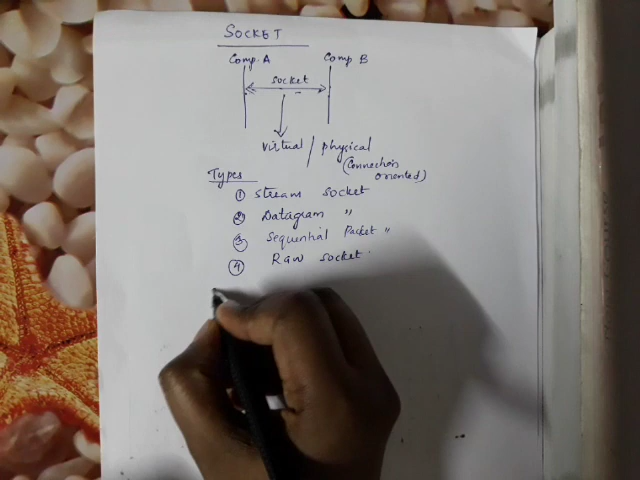 SOCKET
Comp. A Comp B
socket
virtual / physical
(Connection oriented)
Types
① Stream Socket
② Datagram "
③ Sequential Packet "
④ Raw Socket